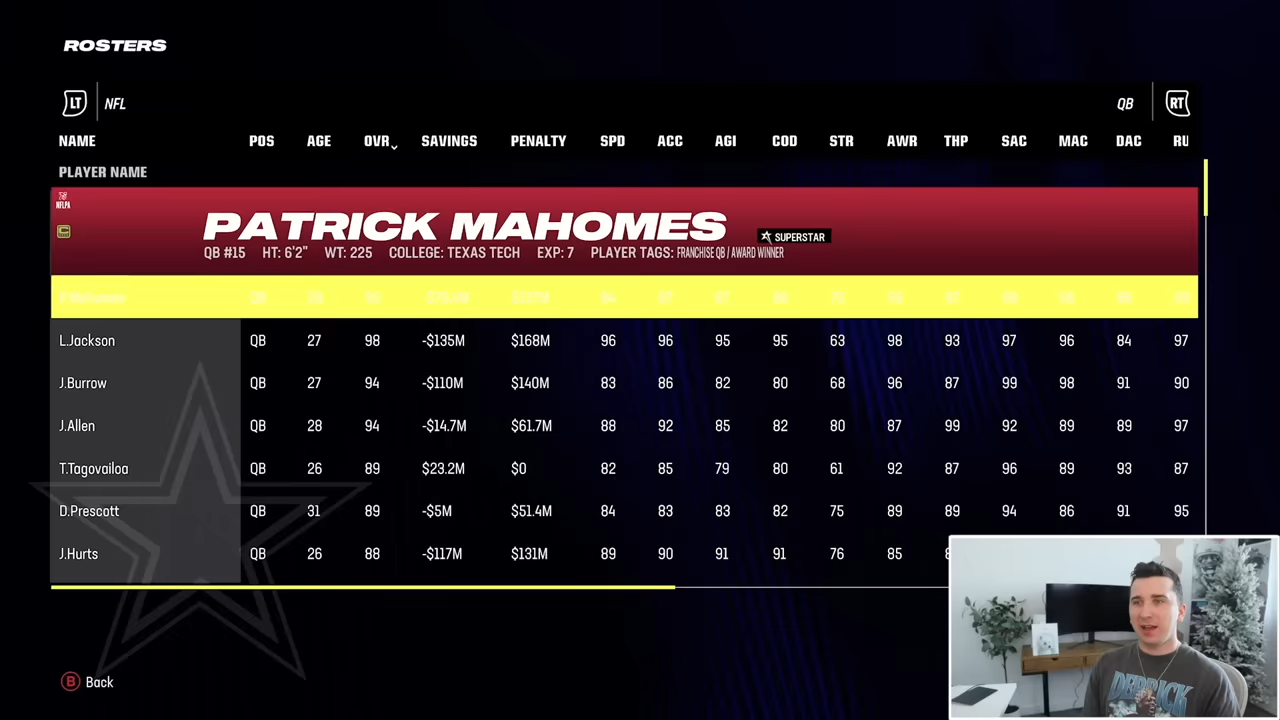 ROSTERS
LT NFL QB RT
NAME POS AGE OVR SAVINGS PENALTY SPD ACC AGI COD STR AWR THP SAC MAC DAC RU
PLAYER NAME
NFLPA
PATRICK MAHOMES SUPERSTAR
C QB #15 HT: 6'2" WT: 225 COLLEGE: TEXAS TECH EXP: 7 PLAYER TAGS: FRANCHISE QB / AWARD WINNER
L.Jackson QB 27 98 -$135M $168M 96 96 95 95 63 98 93 97 96 84 97
J.Burrow QB 27 94 -$110M $140M 83 86 82 80 68 96 87 99 98 91 90
J.Allen QB 28 94 -$14.7M $61.7M 88 92 85 82 80 87 99 92 89 89 97
T.Tagovailoa QB 26 89 $23.2M $0 82 85 79 80 61 92 87 96 89 93 87
D.Prescott QB 31 89 -$5M $51.4M 84 83 83 82 75 89 89 94 86 91 95
J.Hurts QB 26 88 -$117M $131M 89 90 91 91 76 85
B Back